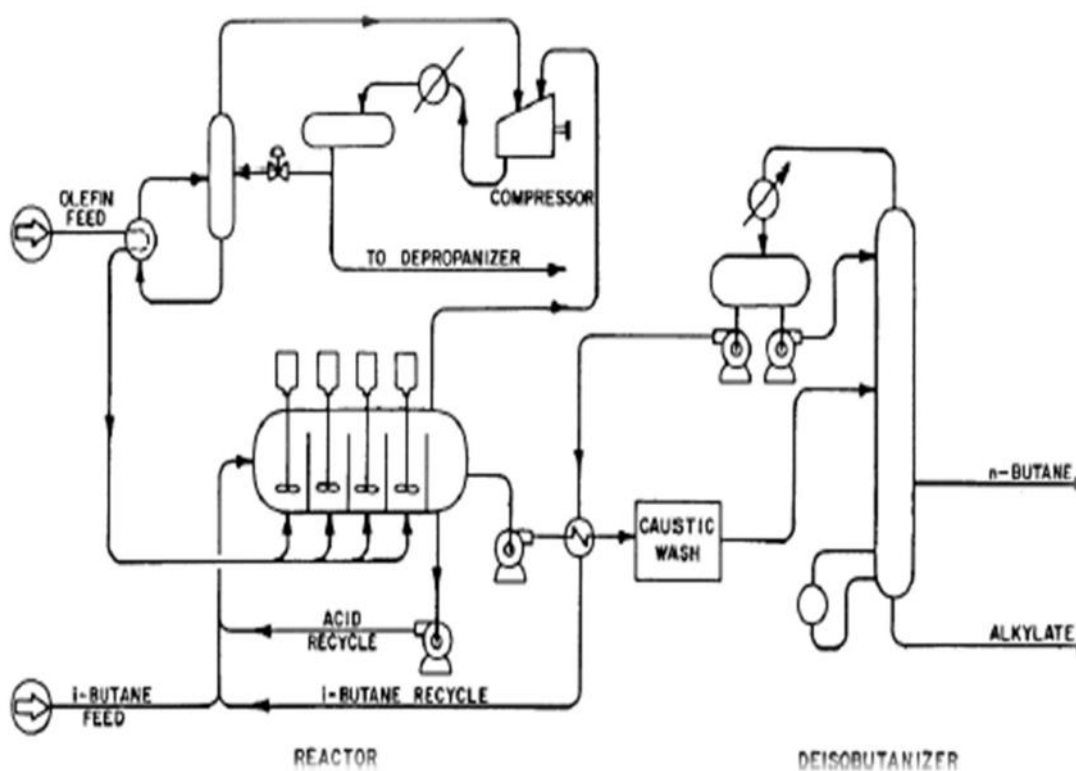 COMPRESSOR
OLEFIN
FEED
TO DEPROPANIZER
n-BUTANE
CAUSTIC
WASH
ACID
RECYCLE
ALKYLATE
i-BUTANE
FEED
i-BUTANE RECYCLE
REACTOR
DEISOBUTANIZER